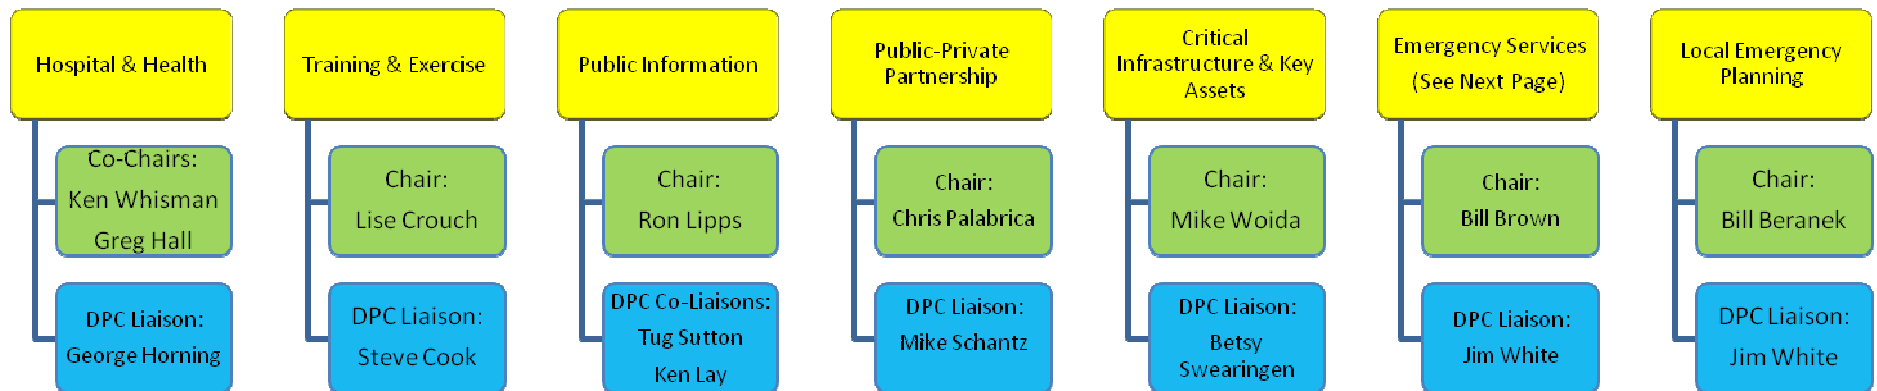 Hospital & Health
Co-Chairs:
Ken Whisman
Greg Hall
DPC Liaison:
George Horning
Training & Exercise
Chair:
Lise Crouch
DPC Liaison:
Steve Cook
Public Information
Chair:
Ron Lipps
DPC Co-Liaisons:
Tug Sutton
Ken Lay
Public-Private
Partnership
Chair:
Chris Palabrica
DPC Liaison:
Mike Schantz
Critical
Infrastructure & Key
Assets
Chair:
Mike Woida
DPC Liaison:
Betsy
Swearingen
Emergency Services
(See Next Page)
Chair:
Bill Brown
DPC Liaison:
Jim White
Local Emergency
Planning
Chair:
Bill Beranek
DPC Liaison:
Jim White